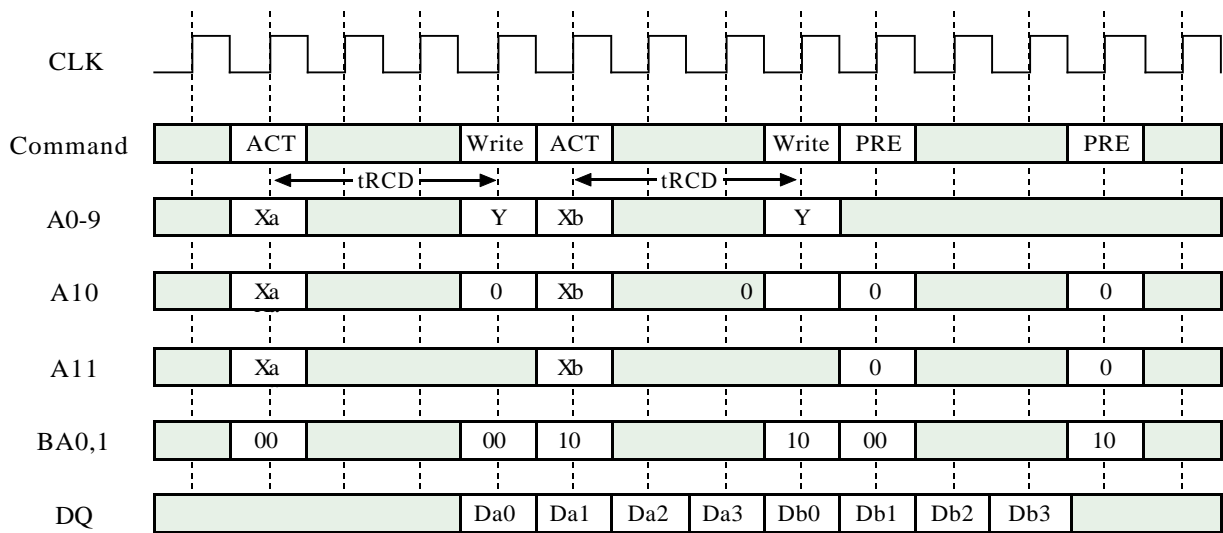 CLK
Command ACT Write ACT Write PRE PRE
tRCD tRCD
A0-9 Xa Y Xb Y
A10 Xa 0 Xb 0 0 0
A11 Xa Xb 0 0
BA0,1 00 00 10 10 00 10
DQ Da0 Da1 Da2 Da3 Db0 Db1 Db2 Db3